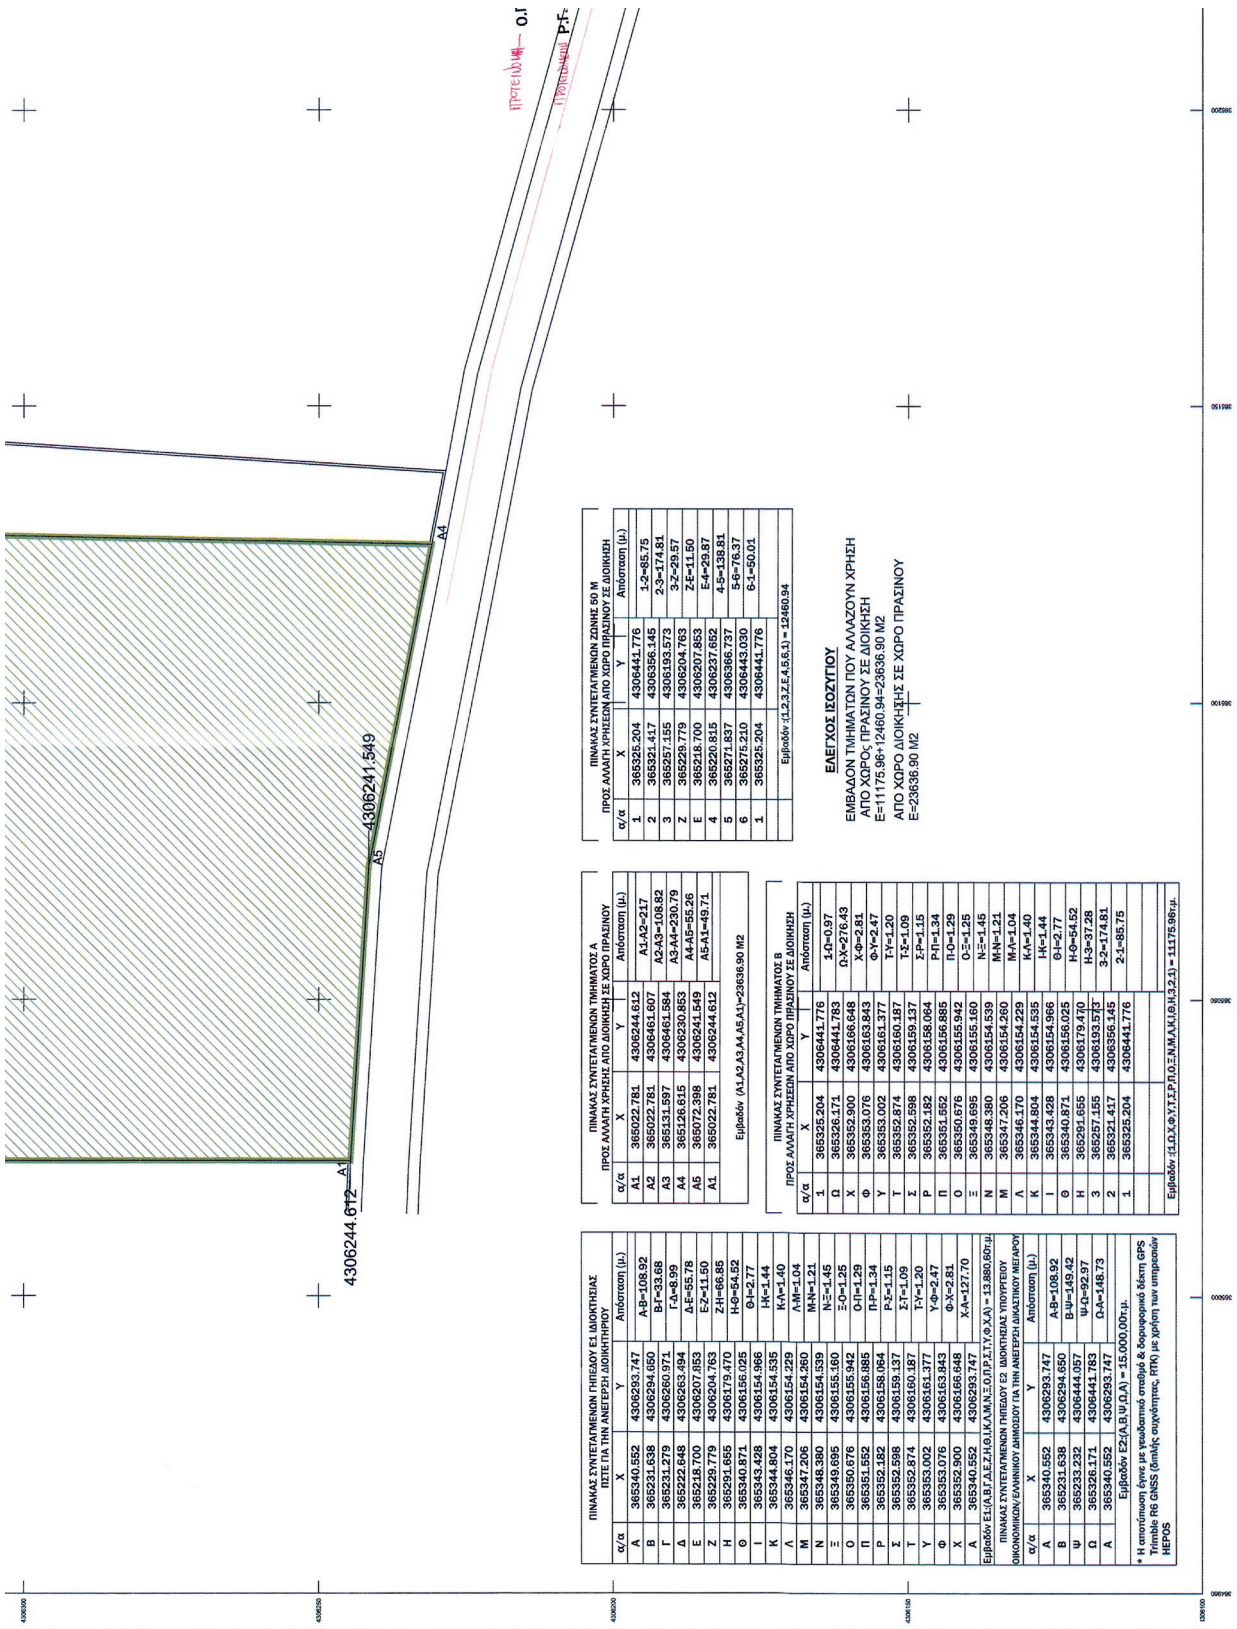 ΠΡΟΤΕΙΝΟΜΕΝΗ Ο.Γ
ΠΡΟΤΕΙΝΟΜΕΝΗ Ρ.Γ.
4306300
4306250
4306200
4306150
4306100
365200
365150
365100
365050
365000
364950
A4
A5
4306241.549
A1
4306244.612
ΠΙΝΑΚΑΣ ΣΥΝΤΕΤΑΓΜΕΝΩΝ ΓΗΠΕΔΟΥ Ε1 ΙΔΙΟΚΤΗΣΙΑΣ
ΠΣΤΕ ΓΙΑ ΤΗΝ ΑΝΕΓΕΡΣΗ ΔΙΟΙΚΗΤΗΡΙΟΥ
α/α X Y Απόσταση (μ.)
Α 365340.552 4306293.747
Α-Β=108.92
Β 365231.638 4306294.650
Β-Γ=33.68
Γ 365231.279 4306260.971
Γ-Δ=8.99
Δ 365222.648 4306263.494
Δ-Ε=55.78
Ε 365218.700 4306207.853
Ε-Ζ=11.50
Ζ 365229.779 4306204.763
Ζ-Η=66.85
Η 365291.655 4306179.470
Η-Θ=54.52
Θ 365340.871 4306156.025
Θ-Ι=2.77
Ι 365343.428 4306154.966
Ι-Κ=1.44
Κ 365344.804 4306154.535
Κ-Λ=1.40
Λ 365346.170 4306154.229
Λ-Μ=1.04
Μ 365347.206 4306154.260
Μ-Ν=1.21
Ν 365348.380 4306154.539
Ν-Ξ=1.45
Ξ 365349.695 4306155.160
Ξ-Ο=1.25
Ο 365350.676 4306155.942
Ο-Π=1.29
Π 365351.552 4306156.885
Π-Ρ=1.34
Ρ 365352.182 4306158.064
Ρ-Σ=1.15
Σ 365352.598 4306159.137
Σ-Τ=1.09
Τ 365352.874 4306160.187
Τ-Υ=1.20
Υ 365353.002 4306161.377
Υ-Φ=2.47
Φ 365353.076 4306163.843
Φ-Χ=2.81
Χ 365352.900 4306166.648
Χ-Α=127.70
Α 365340.552 4306293.747
Εμβαδόν Ε1:(Α,Β,Γ,Δ,Ε,Ζ,Η,Θ,Ι,Κ,Λ,Μ,Ν,Ξ,Ο,Π,Ρ,Σ,Τ,Υ,Φ,Χ,Α) = 13.880,60τ.μ.
ΠΙΝΑΚΑΣ ΣΥΝΤΕΤΑΓΜΕΝΩΝ ΓΗΠΕΔΟΥ Ε2 ΙΔΙΟΚΤΗΣΙΑΣ ΥΠΟΥΡΓΕΙΟΥ
ΟΙΚΟΝΟΜΙΚΩΝ/ΕΛΛΗΝΙΚΟΥ ΔΗΜΟΣΙΟΥ ΓΙΑ ΤΗΝ ΑΝΕΓΕΡΣΗ ΔΙΚΑΣΤΙΚΟΥ ΜΕΓΑΡΟΥ
α/α X Y Απόσταση (μ.)
Α 365340.552 4306293.747
Α-Β=108.92
Β 365231.638 4306294.650
Β-Ψ=149.42
Ψ 365233.232 4306444.057
Ψ-Ω=92.97
Ω 365326.171 4306441.783
Ω-Α=148.73
Α 365340.552 4306293.747
Εμβαδόν Ε2:(Α,Β,Ψ,Ω,Α) = 15.000,00τ.μ.
* Η αποτύπωση έγινε με γεωδαιτικό σταθμό & δορυφορικό δέκτη GPS
Trimble R6 GNSS (διπλής συχνότητας, RTK) με χρήση των υπηρεσιών
HEPOS
ΠΙΝΑΚΑΣ ΣΥΝΤΕΤΑΓΜΕΝΩΝ ΤΜΗΜΑΤΟΣ Α
ΠΡΟΣ ΑΛΛΑΓΗ ΧΡΗΣΗΣ ΑΠΟ ΔΙΟΙΚΗΣΗ ΣΕ ΧΩΡΟ ΠΡΑΣΙΝΟΥ
α/α X Y Απόσταση (μ.)
A1 365022.781 4306244.612
A1-A2=217
A2 365022.781 4306461.607
A2-A3=108.82
A3 365131.597 4306461.584
A3-A4=230.79
A4 365126.615 4306230.853
A4-A5=55.26
A5 365072.398 4306241.549
A5-A1=49.71
A1 365022.781 4306244.612
Εμβαδόν (A1,A2,A3,A4,A5,A1)=23636.90 M2
ΠΙΝΑΚΑΣ ΣΥΝΤΕΤΑΓΜΕΝΩΝ ΤΜΗΜΑΤΟΣ Β
ΠΡΟΣ ΑΛΛΑΓΗ ΧΡΗΣΕΩΝ ΑΠΟ ΧΩΡΟ ΠΡΑΣΙΝΟΥ ΣΕ ΔΙΟΙΚΗΣΗ
α/α X Y Απόσταση (μ.)
1 365325.204 4306441.776
1-Ω=0.97
Ω 365326.171 4306441.783
Ω-Χ=276.43
Χ 365352.900 4306166.648
Χ-Φ=2.81
Φ 365353.076 4306163.843
Φ-Υ=2.47
Υ 365353.002 4306161.377
Τ-Υ=1.20
Τ 365352.874 4306160.187
Τ-Σ=1.09
Σ 365352.598 4306159.137
Σ-Ρ=1.15
Ρ 365352.182 4306158.064
Ρ-Π=1.34
Π 365351.552 4306156.885
Π-Ο=1.29
Ο 365350.676 4306155.942
Ο-Ξ=1.25
Ξ 365349.695 4306155.160
Ν-Ξ=1.45
Ν 365348.380 4306154.539
Μ-Ν=1.21
Μ 365347.206 4306154.260
Μ-Λ=1.04
Λ 365346.170 4306154.229
Κ-Λ=1.40
Κ 365344.804 4306154.535
Ι-Κ=1.44
Ι 365343.428 4306154.966
Θ-Ι=2.77
Θ 365340.871 4306156.025
Η-Θ=54.52
Η 365291.655 4306179.470
Η-3=37.28
3 365257.155 4306193.573
3-2=174.81
2 365321.417 4306356.145
2-1=85.75
1 365325.204 4306441.776
Εμβαδόν :(1,Ω,Χ,Φ,Υ,Τ,Σ,Ρ,Π,Ο,Ξ,Ν,Μ,Λ,Κ,Ι,Θ,Η,3,2,1) = 11175.96τ.μ.
ΠΙΝΑΚΑΣ ΣΥΝΤΕΤΑΓΜΕΝΩΝ ΖΩΝΗΣ 50 Μ
ΠΡΟΣ ΑΛΛΑΓΗ ΧΡΗΣΕΩΝ ΑΠΟ ΧΩΡΟ ΠΡΑΣΙΝΟΥ ΣΕ ΔΙΟΙΚΗΣΗ
α/α X Y Απόσταση (μ.)
1 365325.204 4306441.776
1-2=85.75
2 365321.417 4306356.145
2-3=174.81
3 365257.155 4306193.573
3-Ζ=29.57
Ζ 365229.779 4306204.763
Ζ-Ε=11.50
Ε 365218.700 4306207.853
Ε-4=29.87
4 365220.815 4306237.652
4-5=138.81
5 365271.837 4306366.737
5-6=76.37
6 365275.210 4306443.030
6-1=50.01
1 365325.204 4306441.776
Εμβαδόν :(1,2,3,Ζ,Ε,4,5,6,1) = 12460.94
ΕΛΕΓΧΟΣ ΙΣΟΖΥΓΙΟΥ
ΕΜΒΑΔΟΝ ΤΜΗΜΑΤΩΝ ΠΟΥ ΑΛΛΑΖΟΥΝ ΧΡΗΣΗ
ΑΠΟ ΧΩΡΟς ΠΡΑΣΙΝΟΥ ΣΕ ΔΙΟΙΚΗΣΗ
Ε=11175.96+12460.94=23636.90 M2
ΑΠΟ ΧΩΡΟ ΔΙΟΙΚΗΣΗΣ ΣΕ ΧΩΡΟ ΠΡΑΣΙΝΟΥ
Ε=23636.90 M2